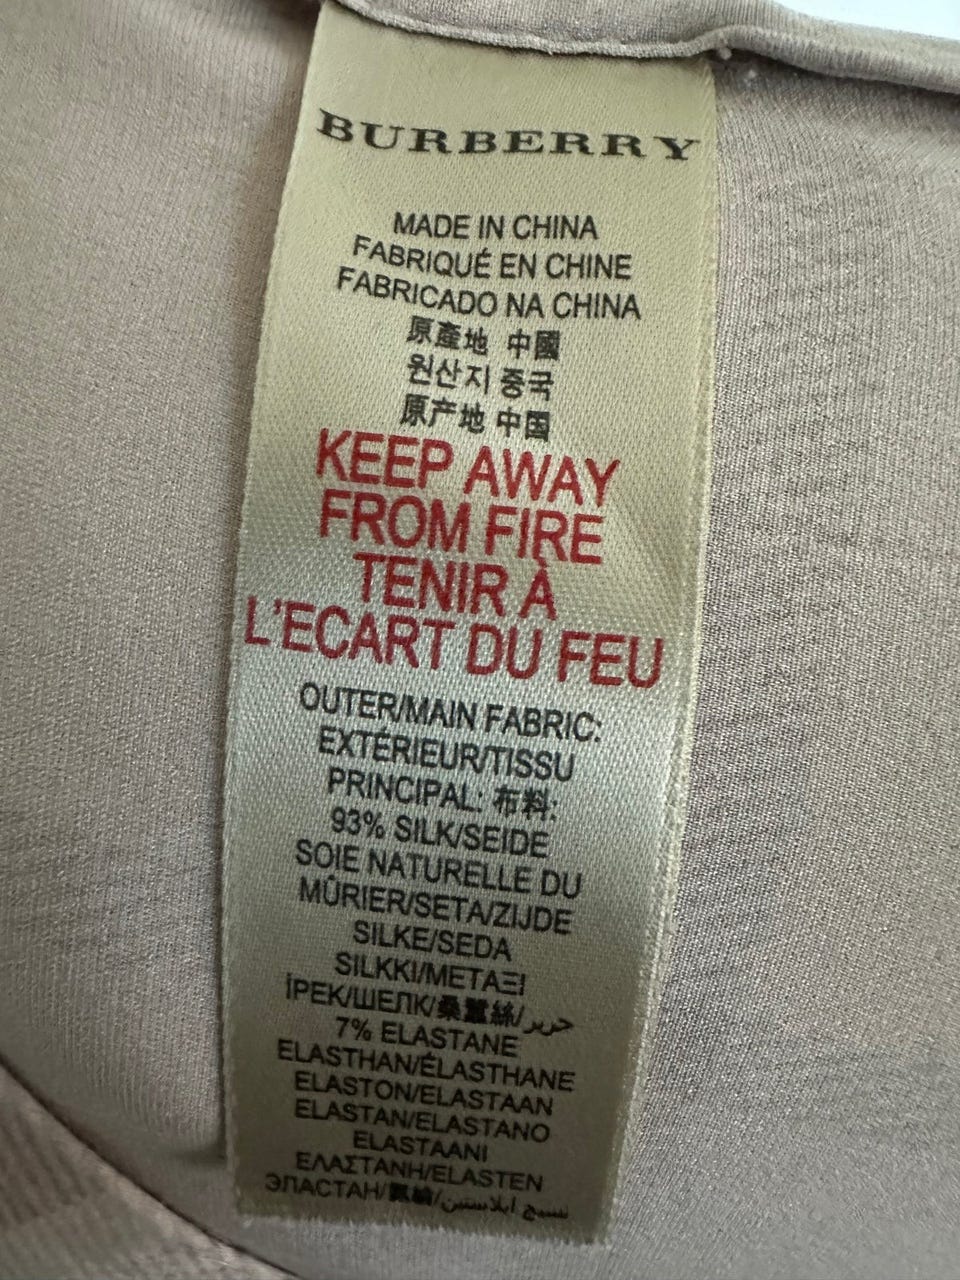 BURBERRY
MADE IN CHINA
FABRIQUÉ EN CHINE
FABRICADO NA CHINA
原產地 中國
원산지 중국
原产地 中国
KEEP AWAY
FROM FIRE
TENIR À
L'ECART DU FEU
OUTER/MAIN FABRIC:
EXTÉRIEUR/TISSU
PRINCIPAL: 布料:
93% SILK/SEIDE
SOIE NATURELLE DU
MÛRIER/SETA/ZIJDE
SILKE/SEDA
SILKKI/ΜΕΤΑΞΙ
İPEK/ШЕЛК/桑蠶絲/حرير
7% ELASTANE
ELASTHAN/ÉLASTHANE
ELASTON/ELASTAAN
ELASTAN/ELASTANO
ELASTAANI
ΕΛΑΣΤΑΝΗ/ELASTEN
ЭЛАСТАН/氨綸/نسيج ايلاستين